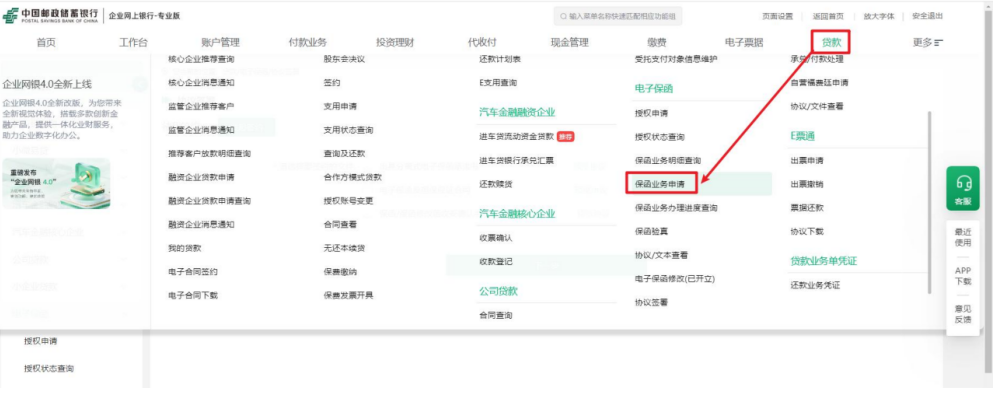 中国邮政储蓄银行
POSTAL SAVINGS BANK OF CHINA
企业网上银行-专业版
输入菜单名称快速匹配相应功能组
页面设置
返回首页
放大字体
安全退出
首页
工作台
账户管理
付款业务
投资理财
代收付
现金管理
缴费
电子票据
贷款
更多
企业网银4.0全新上线
企业网银4.0全新改版，为您带来
全新视觉体验，搭载多款创新金
融产品，提供一体化业财服务，
助力企业数字化办公。
重磅发布
“企业网银 4.0”
核心企业推荐查询
核心企业消息通知
监管企业推荐客户
监管企业消息通知
推荐客户放款明细查询
融资企业贷款申请
融资企业贷款申请查询
融资企业消息通知
我的贷款
电子合同签约
电子合同下载
股东会决议
签约
支用申请
支用状态查询
查询及还款
合作方模式贷款
授权账号变更
合同查看
无还本续贷
保费缴纳
保费发票开具
还款计划表
E支用查询
汽车金融融资企业
进车贷流动资金贷款 推荐
进车贷银行承兑汇票
还款赎货
汽车金融核心企业
收票确认
收款登记
公司贷款
合同查询
受托支付对象信息维护
电子保函
授权申请
授权状态查询
保函业务明细查询
保函业务申请
保函业务办理进度查询
保函验真
协议/文本查看
电子保函修改(已开立)
协议签署
承兑/付款处理
自营福费廷申请
协议/文件查看
E票通
出票申请
出票撤销
票据还款
协议下载
贷款业务单凭证
还款业务凭证
客服
最近
使用
APP
下载
意见
反馈
授权申请
授权状态查询